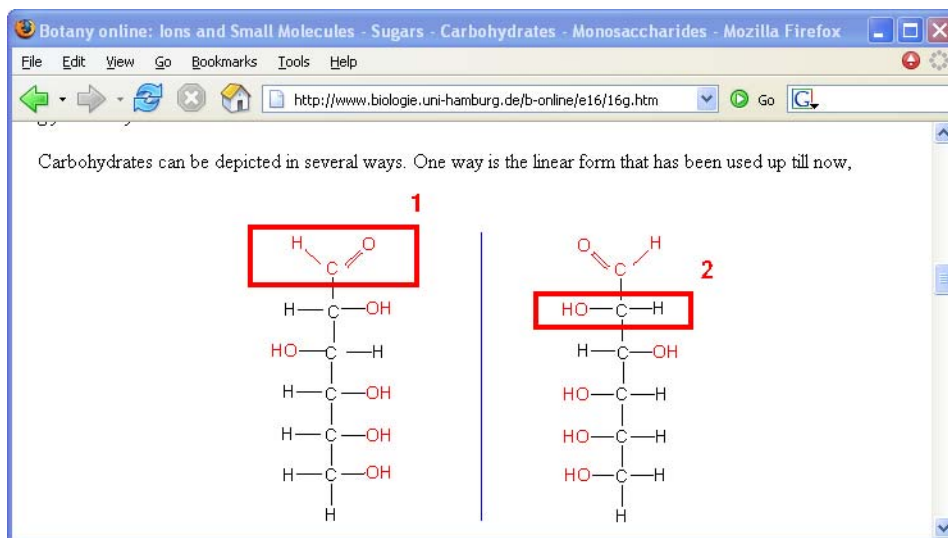 Botany online: Ions and Small Molecules - Sugars - Carbohydrates - Monosaccharids - Mozilla Firefox
File Edit View Go Bookmarks Tools Help
http://www.biologie.uni-hamburg.de/b-online/e16/16g.htm Go G
Carbohydrates can be depicted in several ways. One way is the linear form that has been used up till now,
1
H O O H
C C 2
H C OH HO C H
HO C H H C OH
H C OH HO C H
H C OH HO C H
H C OH HO C H
H H